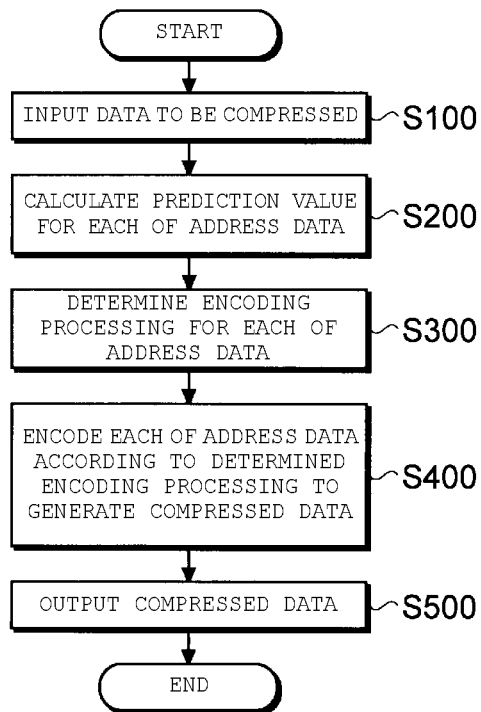 START
INPUT DATA TO BE COMPRESSED
S100
CALCULATE PREDICTION VALUE
FOR EACH OF ADDRESS DATA
S200
DETERMINE ENCODING
PROCESSING FOR EACH OF
ADDRESS DATA
S300
ENCODE EACH OF ADDRESS DATA
ACCORDING TO DETERMINED
ENCODING PROCESSING TO
GENERATE COMPRESSED DATA
S400
OUTPUT COMPRESSED DATA
S500
END